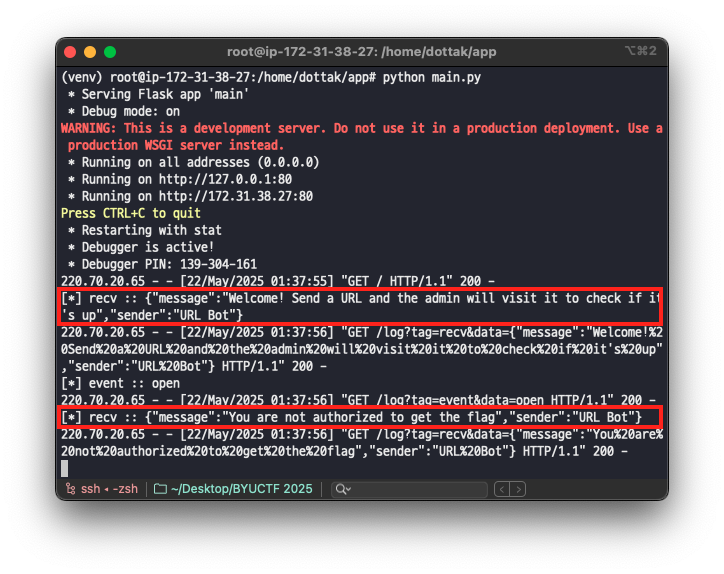 root@ip-172-31-38-27: /home/dottak/app
⌥⌘2
(venv) root@ip-172-31-38-27:/home/dottak/app# python main.py
 * Serving Flask app 'main'
 * Debug mode: on
WARNING: This is a development server. Do not use it in a production deployment. Use a
 production WSGI server instead.
 * Running on all addresses (0.0.0.0)
 * Running on http://127.0.0.1:80
 * Running on http://172.31.38.27:80
Press CTRL+C to quit
 * Restarting with stat
 * Debugger is active!
 * Debugger PIN: 139-304-161
220.70.20.65 - - [22/May/2025 01:37:55] "GET / HTTP/1.1" 200 -
[*] recv :: {"message":"Welcome! Send a URL and the admin will visit it to check if it
's up","sender":"URL Bot"}
220.70.20.65 - - [22/May/2025 01:37:56] "GET /log?tag=recv&data={"message":"Welcome!%2
0Send%20a%20URL%20and%20the%20admin%20will%20visit%20it%20to%20check%20if%20it's%20up"
,"sender":"URL%20Bot"} HTTP/1.1" 200 -
[*] event :: open
220.70.20.65 - - [22/May/2025 01:37:56] "GET /log?tag=event&data=open HTTP/1.1" 200 -
[*] recv :: {"message":"You are not authorized to get the flag","sender":"URL Bot"}
220.70.20.65 - - [22/May/2025 01:37:56] "GET /log?tag=recv&data={"message":"You%20are%
20not%20authorized%20to%20get%20the%20flag","sender":"URL%20Bot"} HTTP/1.1" 200 -
ssh ◂ -zsh
~/Desktop/BYUCTF 2025